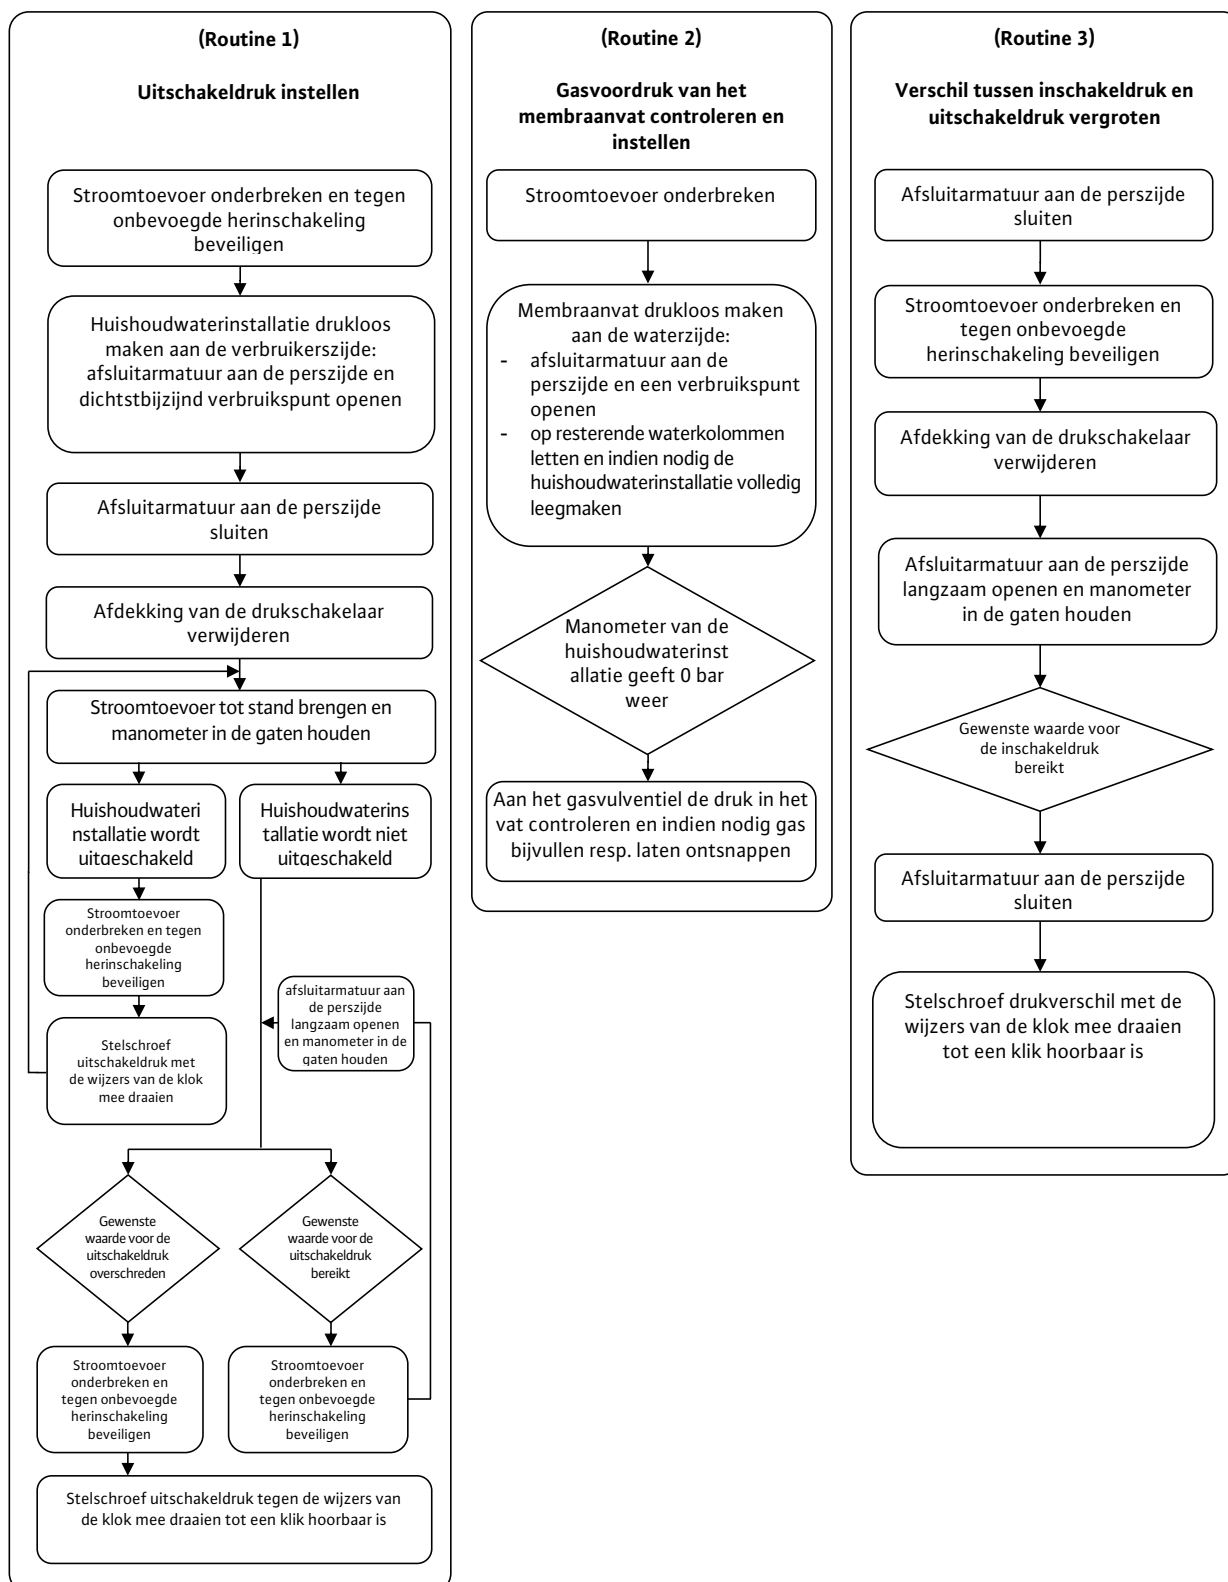 (Routine 1)
Uitschakeldruk instellen
Stroomtoevoer onderbreken en tegen
onbevoegde herinschakeling
beveiligen
Huishoudwaterinstallatie drukloos
maken aan de verbruikerszijde:
afsluitarmatuur aan de perszijde en
dichtstbijzijnd verbruikspunt openen
Afsluitarmatuur aan de perszijde
sluiten
Afdekking van de drukschakelaar
verwijderen
Stroomtoevoer tot stand brengen en
manometer in de gaten houden
Huishoudwateri
nstallatie wordt
uitgeschakeld
Huishoudwaterins
tallatie wordt niet
uitgeschakeld
Stroomtoevoer
onderbreken en tegen
onbevoegde
herinschakeling
beveiligen
afsluitarmatuur aan
de perszijde
langzaam openen
en manometer in de
gaten houden
Stelschroef
uitschakeldruk met
de wijzers van de klok
mee draaien
Gewenste
waarde voor de
uitschakeldruk
overschreden
Gewenste
waarde voor de
uitschakeldruk
bereikt
Stroomtoevoer
onderbreken en
tegen onbevoegde
herinschakeling
beveiligen
Stroomtoevoer
onderbreken en
tegen onbevoegde
herinschakeling
beveiligen
Stelschroef uitschakeldruk tegen de wijzers van
de klok mee draaien tot een klik hoorbaar is
(Routine 2)
Gasvoordruk van het
membraanvat controleren en
instellen
Stroomtoevoer onderbreken
Membraanvat drukloos maken
aan de waterzijde:
- afsluitarmatuur aan de
perszijde en een verbruikspunt
openen
- op resterende waterkolommen
letten en indien nodig de
huishoudwaterinstallatie volledig
leegmaken
Manometer van de
huishoudwaterinst
allatie geeft 0 bar
weer
Aan het gasvulventiel de druk in het
vat controleren en indien nodig gas
bijvullen resp. laten ontsnappen
(Routine 3)
Verschil tussen inschakeldruk en
uitschakeldruk vergroten
Afsluitarmatuur aan de perszijde
sluiten
Stroomtoevoer onderbreken en
tegen onbevoegde
herinschakeling beveiligen
Afdekking van de drukschakelaar
verwijderen
Afsluitarmatuur aan de perszijde
langzaam openen en manometer
in de gaten houden
Gewenste waarde voor
de inschakeldruk
bereikt
Afsluitarmatuur aan de perszijde
sluiten
Stelschroef drukverschil met de
wijzers van de klok mee draaien
tot een klik hoorbaar is